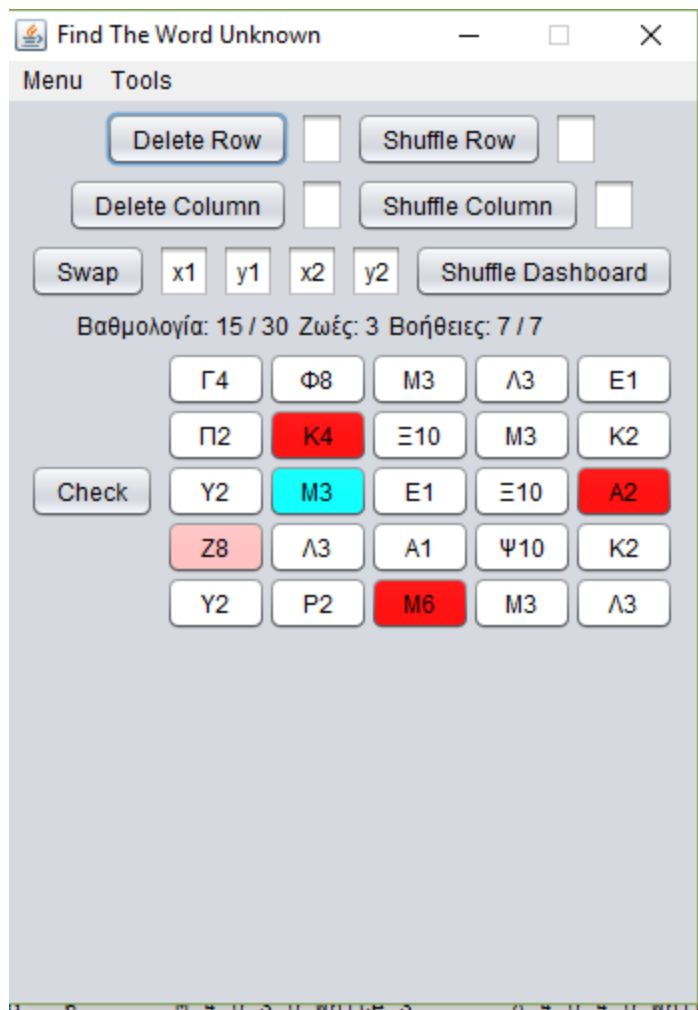 Find The Word Unknown
Menu Tools
Delete Row Shuffle Row
Delete Column Shuffle Column
Swap x1 y1 x2 y2 Shuffle Dashboard
Βαθμολογία: 15 / 30 Ζωές: 3 Βοήθειες: 7 / 7
Γ4 Φ8 Μ3 Λ3 Ε1
Π2 Κ4 Ξ10 Μ3 Κ2
Check Υ2 Μ3 Ε1 Ξ10 Α2
Ζ8 Λ3 Α1 Ψ10 Κ2
Υ2 Ρ2 Μ6 Μ3 Λ3